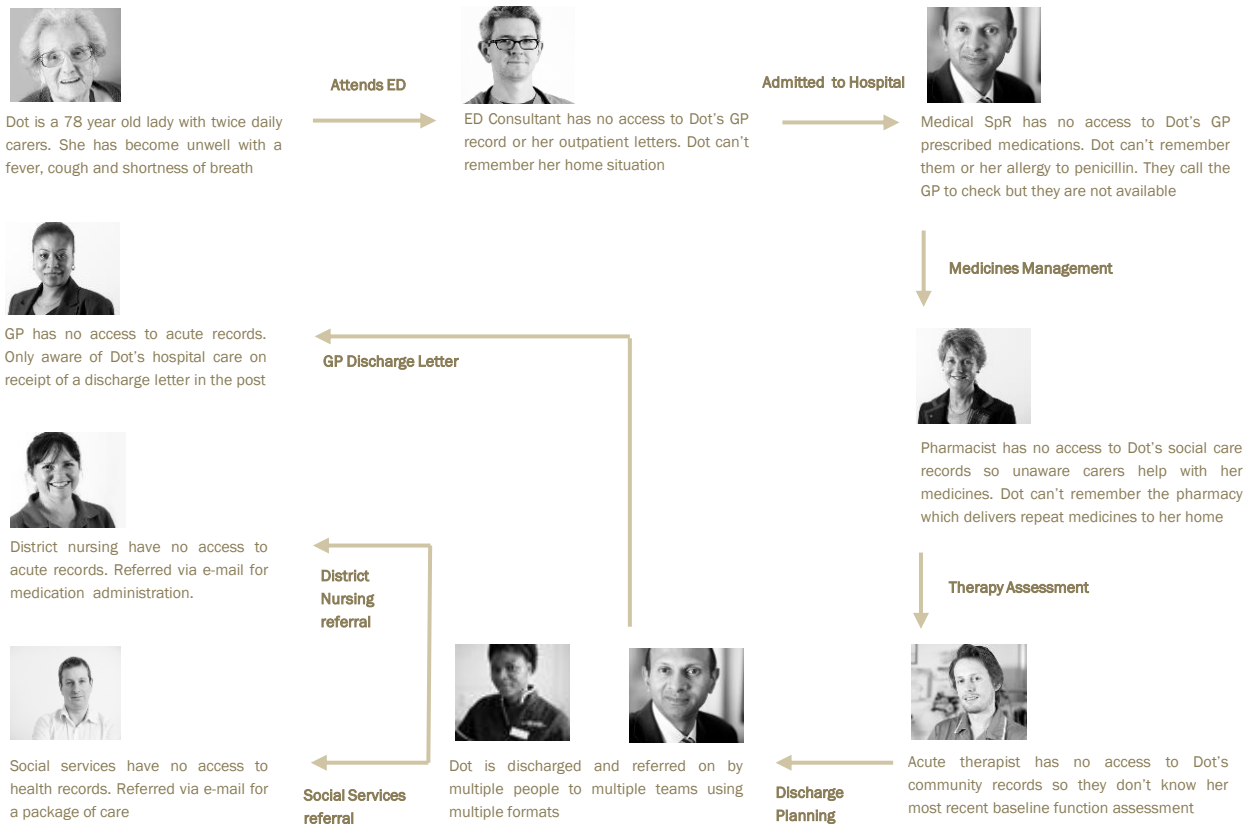 Attends ED
Admitted to Hospital
Dot is a 78 year old lady with twice daily
carers. She has become unwell with a
fever, cough and shortness of breath
ED Consultant has no access to Dot's GP
record or her outpatient letters. Dot can't
remember her home situation
Medical SpR has no access to Dot's GP
prescribed medications. Dot can't remember
them or her allergy to penicillin. They call the
GP to check but they are not available
Medicines Management
GP has no access to acute records.
Only aware of Dot's hospital care on
receipt of a discharge letter in the post
GP Discharge Letter
Pharmacist has no access to Dot's social care
records so unaware carers help with her
medicines. Dot can't remember the pharmacy
which delivers repeat medicines to her home
District nursing have no access to
acute records. Referred via e-mail for
medication administration.
District
Nursing
referral
Therapy Assessment
Social services have no access to
health records. Referred via e-mail for
a package of care
Social Services
referral
Dot is discharged and referred on by
multiple people to multiple teams using
multiple formats
Discharge
Planning
Acute therapist has no access to Dot's
community records so they don't know her
most recent baseline function assessment